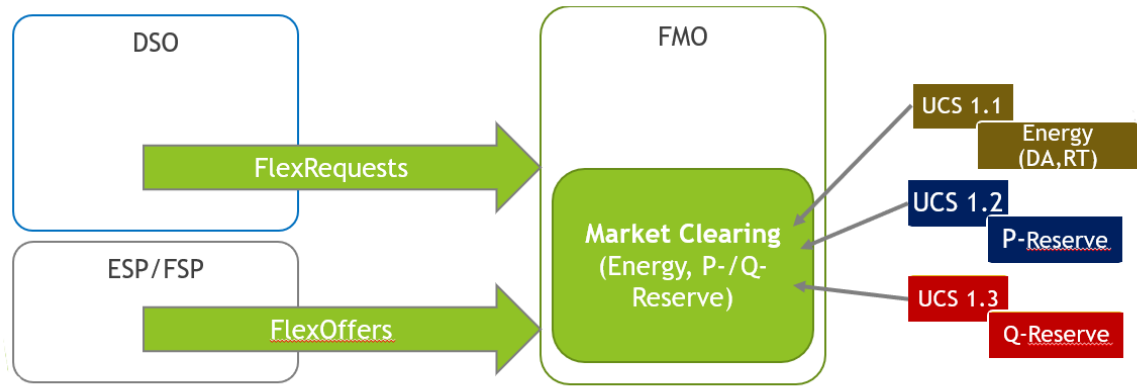 DSO
FlexRequests
ESP/FSP
FlexOffers
FMO
Market Clearing
(Energy, P-/Q-
Reserve)
UCS 1.1
Energy
(DA,RT)
UCS 1.2
P-Reserve
UCS 1.3
Q-Reserve